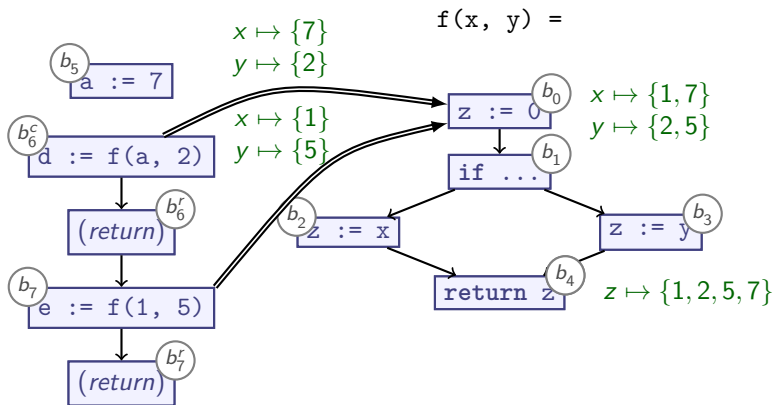 f(x, y) =
x ↦ {7}
y ↦ {2}
b₅
a := 7
b₀
z := 0
x ↦ {1, 7}
y ↦ {2, 5}
x ↦ {1}
y ↦ {5}
b₆ᶜ
d := f(a, 2)
b₁
if ...
b₆ʳ
(return)
b₂
z := x
b₃
z := y
b₇
e := f(1, 5)
b₄
return z
z ↦ {1, 2, 5, 7}
b₇ʳ
(return)